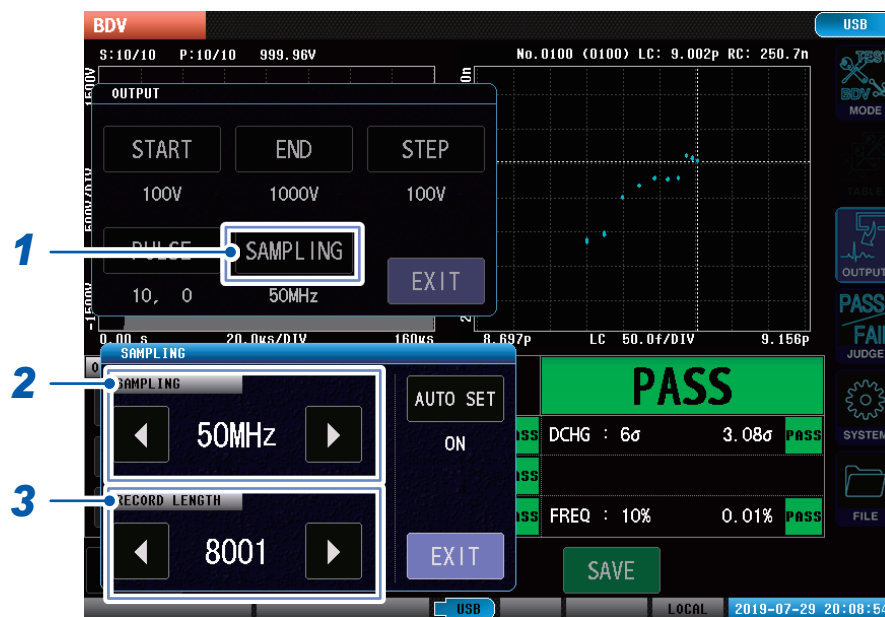 BDV
USB
S:10/10 P:10/10 999.96V
No.0100 (0100) LC: 9.002p RC: 250.7n
TEST
BDV
MODE
TABLE
OUTPUT
START
END
STEP
100V
1000V
100V
1
PULSE
SAMPLING
EXIT
10, 0
50MHz
OUTPUT
PASS
FAIL
JUDGE
0.00 s
20.0µs/DIV
160µs
8.697p
LC 50.0f/DIV
9.156p
SAMPLING
2
SAMPLING
50MHz
AUTO SET
ON
PASS
DCHG : 6σ
3.08σ
PASS
SYSTEM
3
RECORD LENGTH
8001
EXIT
FREQ : 10%
0.01%
PASS
FILE
SAVE
USB
LOCAL
2019-07-29 20:08:54